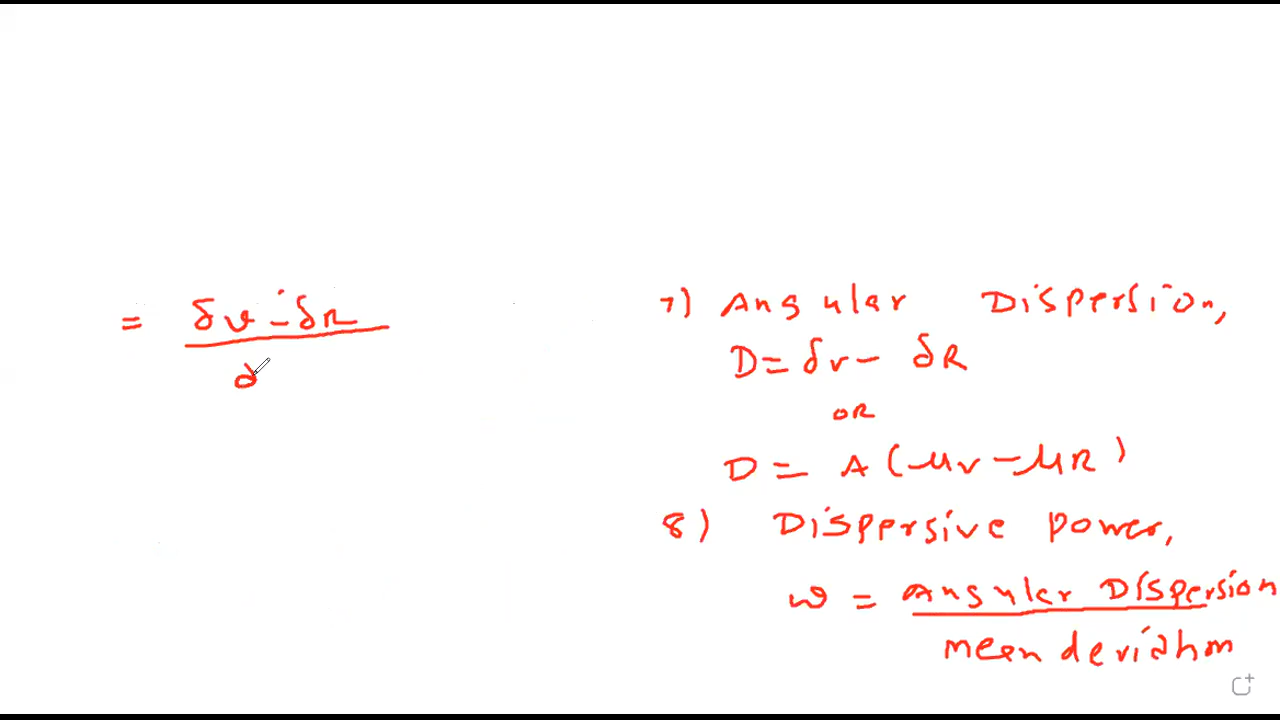 = δv - δR / δ
7) Angular Dispersion,
D = δv - δR
OR
D = A (μv - μR)
8) Dispersive power,
ω = Angular Dispersion / mean deviation